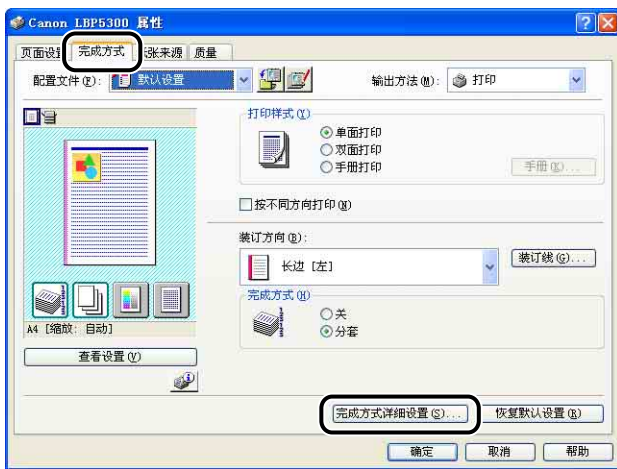 Canon LBP5300 属性
页面设置 完成方式 纸张来源 质量
配置文件(F): 默认设置 输出方法(M): 打印
打印样式(Y)
单面打印
双面打印
手册打印 手册(K)...
按不同方向打印(N)
装订方向(B):
长边 [左] 装订线(G)...
完成方式(H)
关
分套
A4 [缩放: 自动]
查看设置(V)
完成方式详细设置(S)... 恢复默认设置(R)
确定 取消 帮助